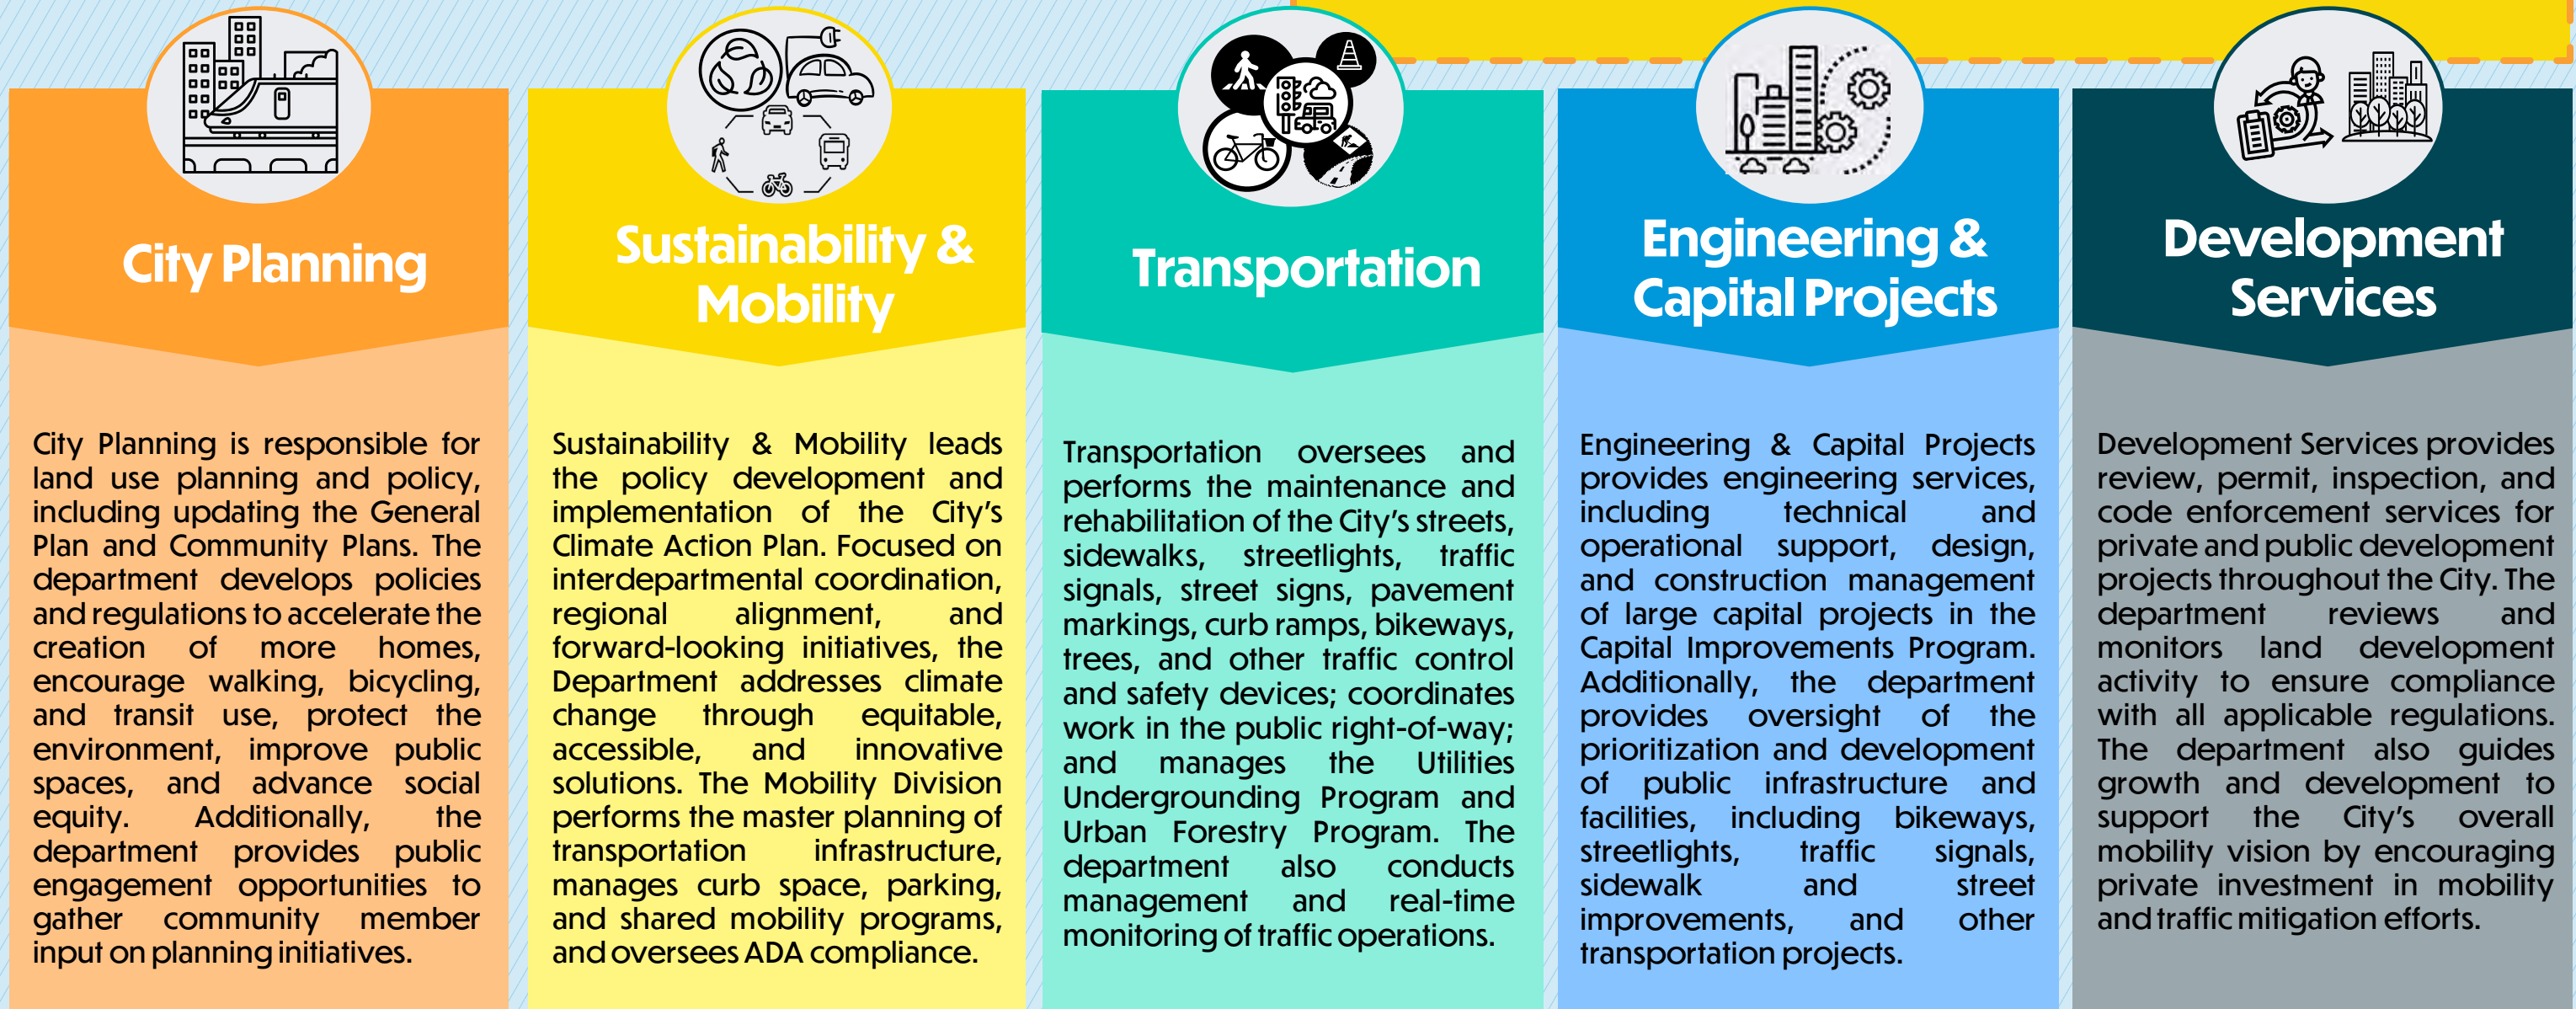 City Planning
City Planning is responsible for
land use planning and policy,
including updating the General
Plan and Community Plans. The
department develops policies
and regulations to accelerate the
creation of more homes,
encourage walking, bicycling,
and transit use, protect the
environment, improve public
spaces, and advance social
equity. Additionally, the
department provides public
engagement opportunities to
gather community member
input on planning initiatives.
Sustainability &
Mobility
Sustainability & Mobility leads
the policy development and
implementation of the City's
Climate Action Plan. Focused on
interdepartmental coordination,
regional alignment, and
forward-looking initiatives, the
Department addresses climate
change through equitable,
accessible, and innovative
solutions. The Mobility Division
performs the master planning of
transportation infrastructure,
manages curb space, parking,
and shared mobility programs,
and oversees ADA compliance.
Transportation
Transportation oversees and
performs the maintenance and
rehabilitation of the City's streets,
sidewalks, streetlights, traffic
signals, street signs, pavement
markings, curb ramps, bikeways,
trees, and other traffic control
and safety devices; coordinates
work in the public right-of-way;
and manages the Utilities
Undergrounding Program and
Urban Forestry Program. The
department also conducts
management and real-time
monitoring of traffic operations.
Engineering &
Capital Projects
Engineering & Capital Projects
provides engineering services,
including technical and
operational support, design,
and construction management
of large capital projects in the
Capital Improvements Program.
Additionally, the department
provides oversight of the
prioritization and development
of public infrastructure and
facilities, including bikeways,
streetlights, traffic signals,
sidewalk and street
improvements, and other
transportation projects.
Development
Services
Development Services provides
review, permit, inspection, and
code enforcement services for
private and public development
projects throughout the City. The
department reviews and
monitors land development
activity to ensure compliance
with all applicable regulations.
The department also guides
growth and development to
support the City's overall
mobility vision by encouraging
private investment in mobility
and traffic mitigation efforts.